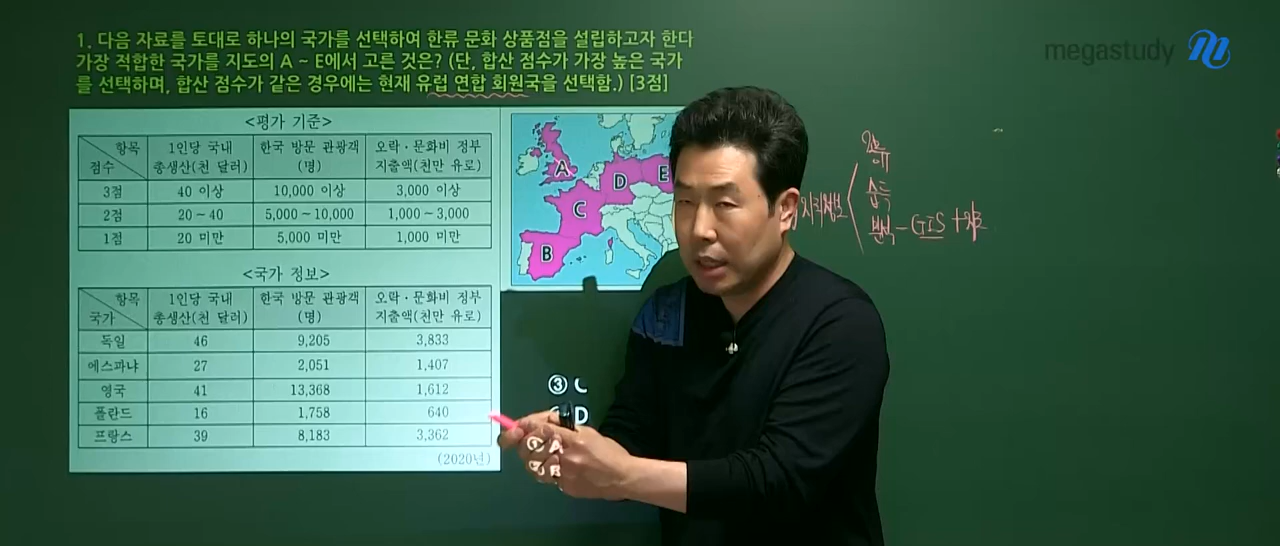 1. 다음 자료를 토대로 하나의 국가를 선택하여 한류 문화 상품점을 설립하고자 한다
가장 적합한 국가를 지도의 A ~ E에서 고른 것은? (단, 합산 점수가 가장 높은 국가
를 선택하며, 합산 점수가 같은 경우에는 현재 유럽 연합 회원국을 선택함.) [3점]
megastudy
<평가 기준>
항목 1인당 국내 한국 방문 관광객 오락·문화비 정부
점수 총생산(천 달러) (명) 지출액(천만 유로)
3점 40 이상 10,000 이상 3,000 이상
2점 20~40 5,000~10,000 1,000~3,000
1점 20 미만 5,000 미만 1,000 미만
<국가 정보>
항목 1인당 국내 한국 방문 관광객 오락·문화비 정부
국가 총생산(천 달러) (명) 지출액(천만 유로)
독일 46 9,205 3,833
에스파냐 27 2,051 1,407
영국 41 13,368 1,612
폴란드 16 1,758 640
프랑스 39 8,183 3,362
(2020년)
A
D
E
C
B
① A
② B
③ C
D
지리정보
습득
분석 - GIS +